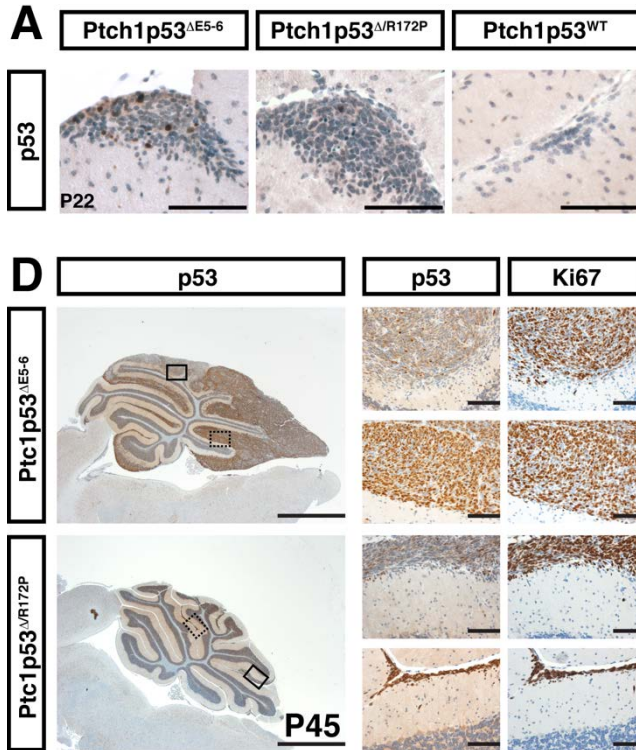 A
Ptch1p53ΔE5-6 Ptch1p53Δ/R172P Ptch1p53WT
p53
P22
D
p53 p53 Ki67
Ptc1p53ΔE5-6
Ptc1p53Δ/R172P
P45